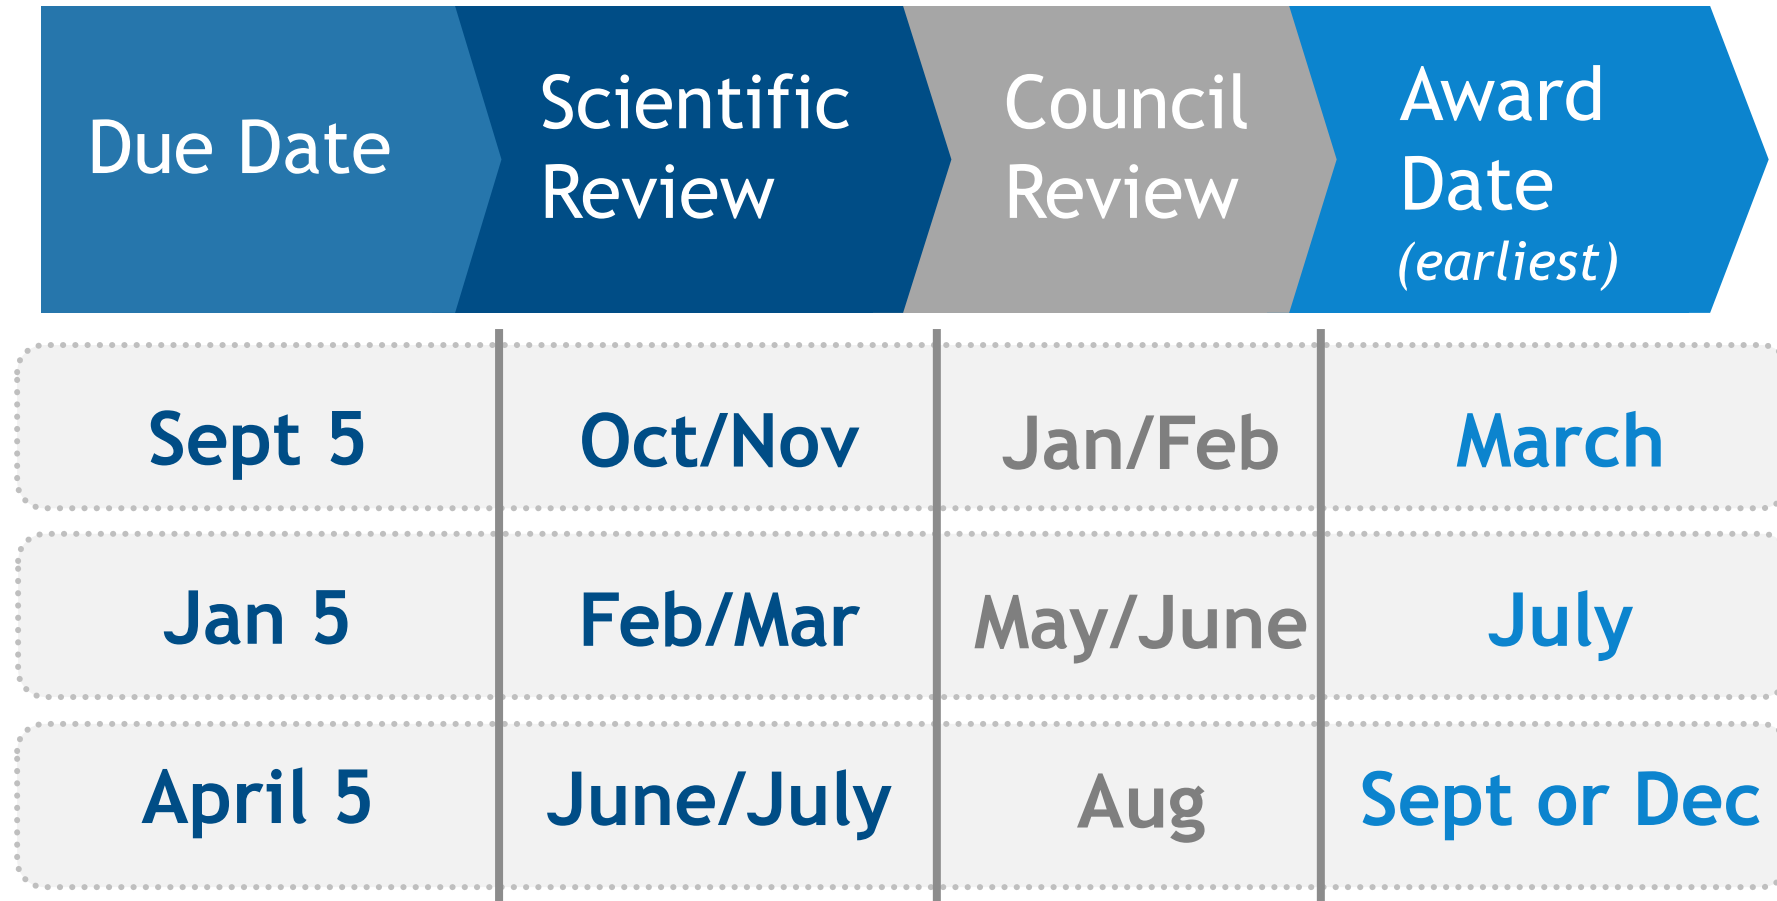 Due Date
Scientific
Review
Council
Review
Award
Date
(earliest)
Sept 5
Oct/Nov
Jan/Feb
March
Jan 5
Feb/Mar
May/June
July
April 5
June/July
Aug
Sept or Dec